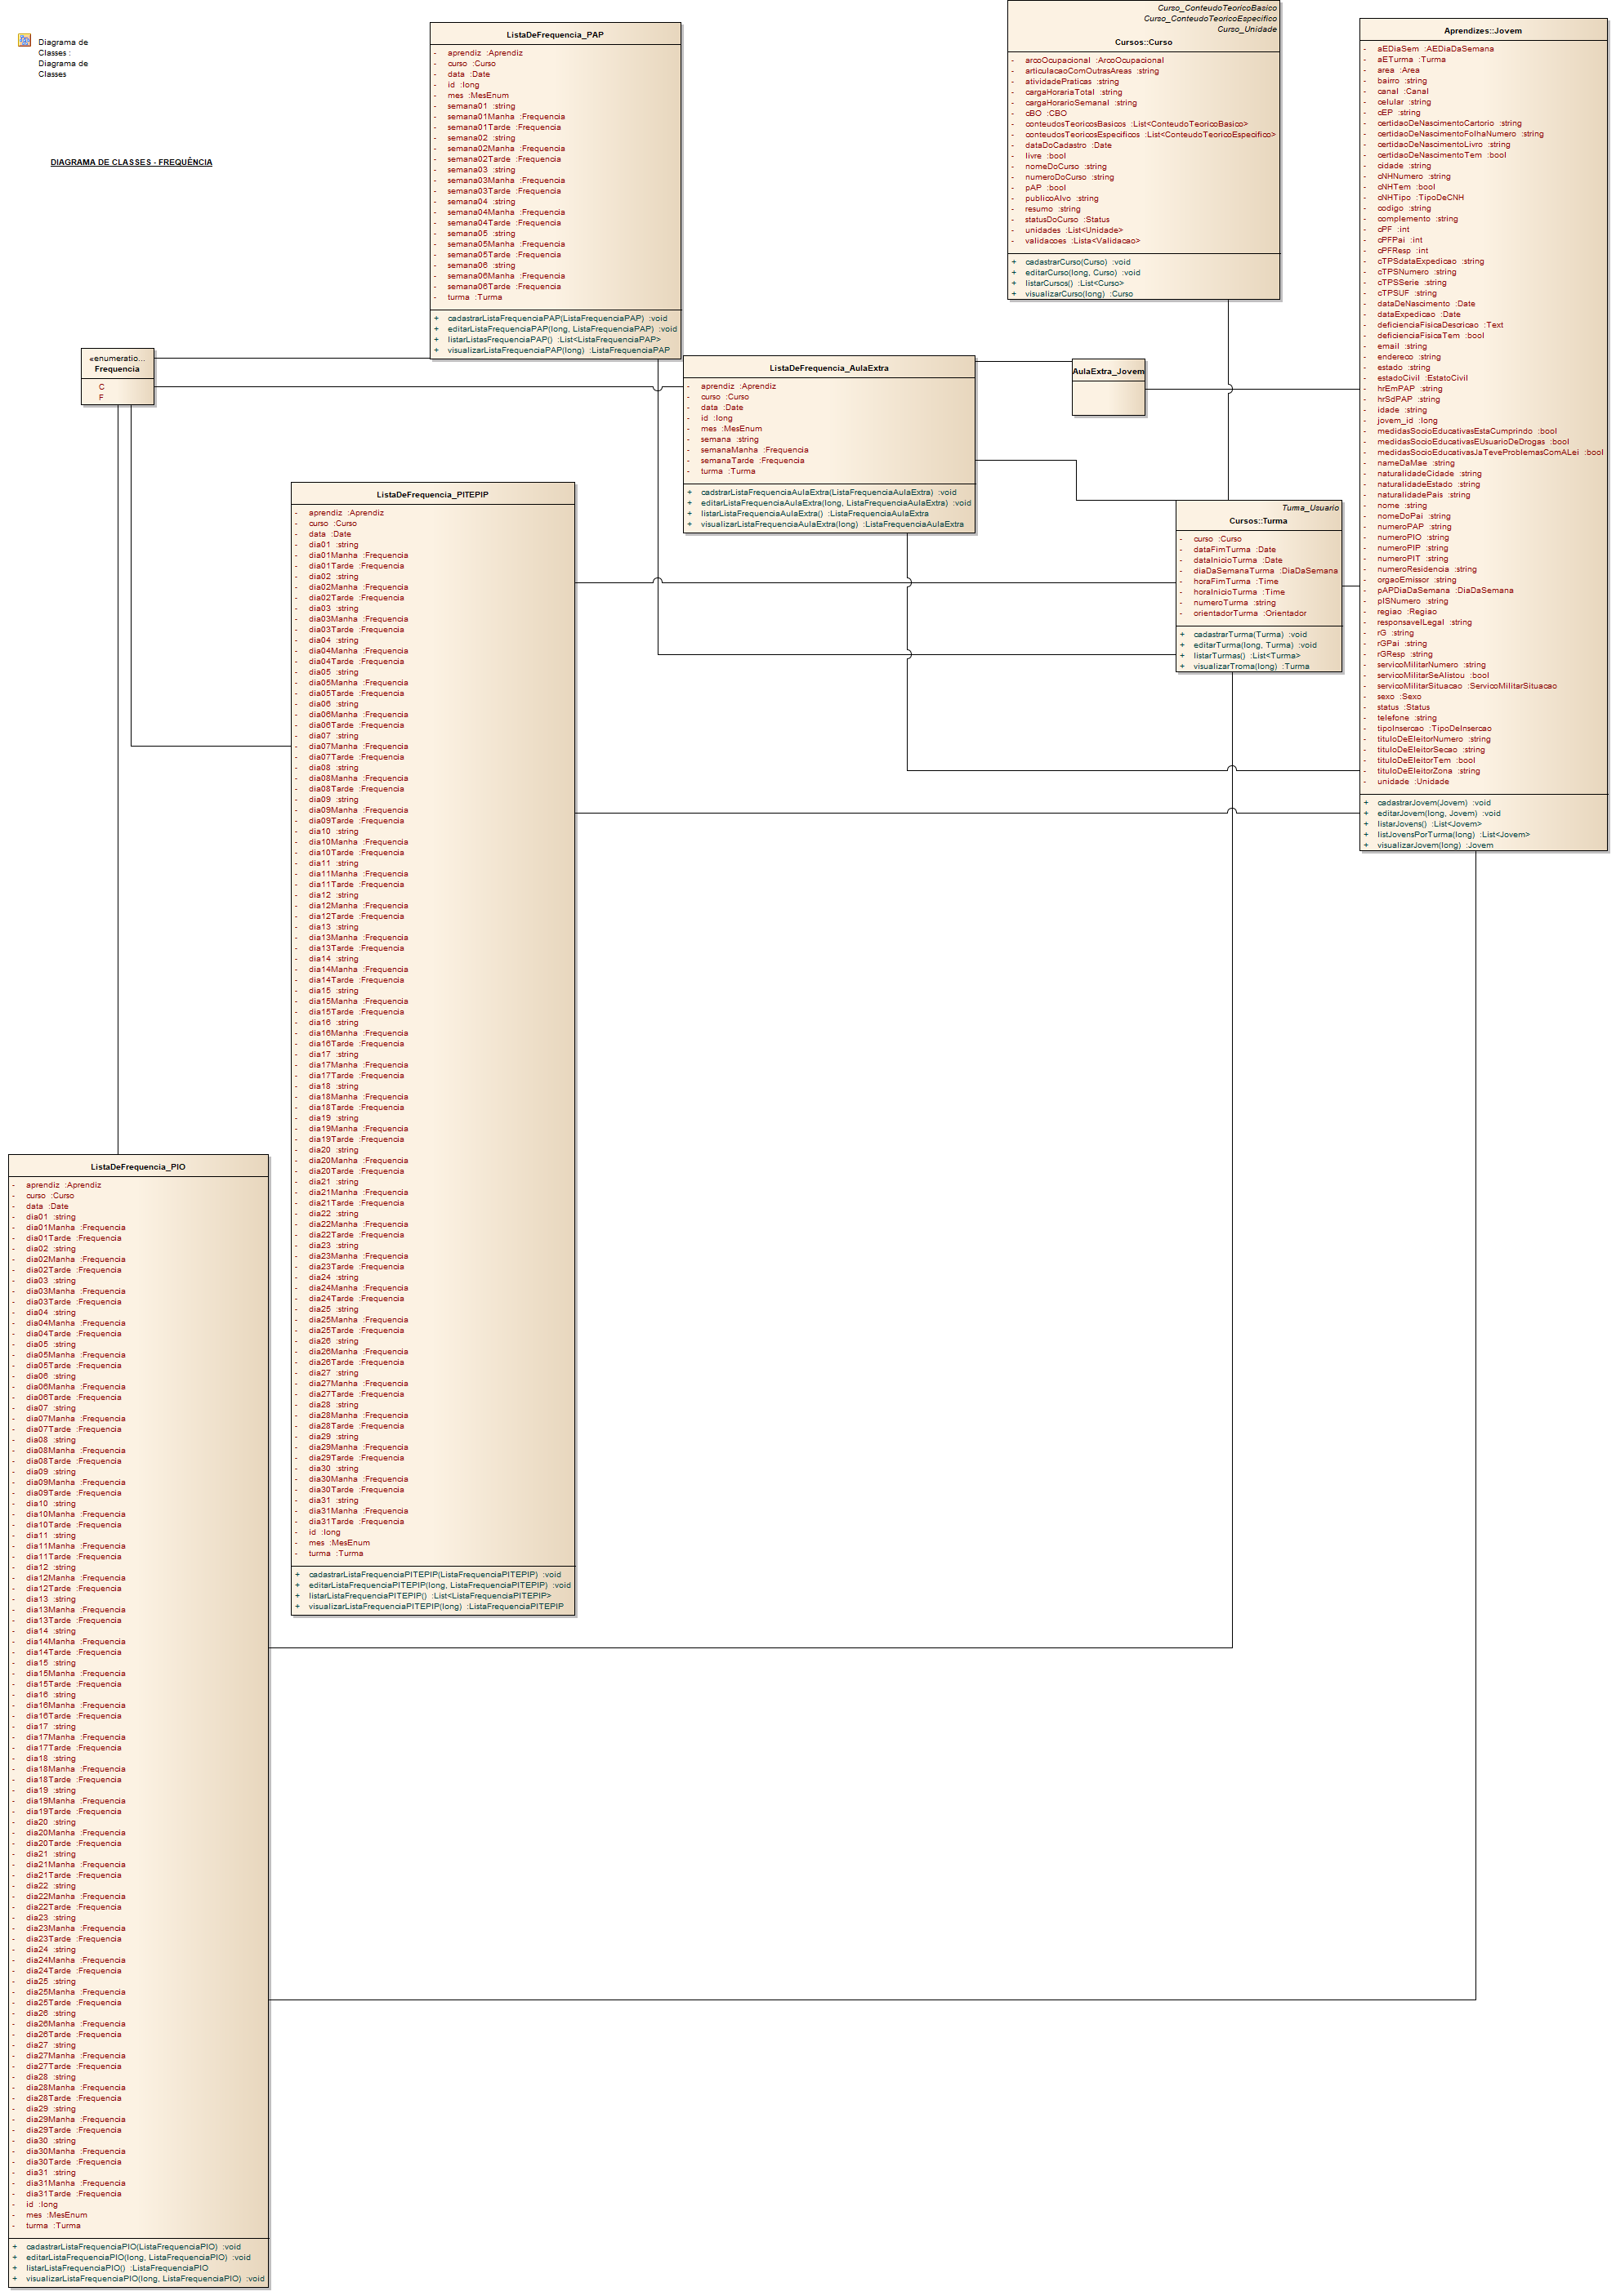 Diagrama de
Classes :
Diagrama de
Classes
DIAGRAMA DE CLASSES - FREQUÊNCIA
ListaDeFrequencia_PAP
- aprendiz :Aprendiz
- curso :Curso
- data :Date
- id :long
- mes :MesEnum
- semana01 :string
- semana01Manha :Frequencia
- semana01Tarde :Frequencia
- semana02 :string
- semana02Manha :Frequencia
- semana02Tarde :Frequencia
- semana03 :string
- semana03Manha :Frequencia
- semana03Tarde :Frequencia
- semana04 :string
- semana04Manha :Frequencia
- semana04Tarde :Frequencia
- semana05 :string
- semana05Manha :Frequencia
- semana05Tarde :Frequencia
- semana06 :string
- semana06Manha :Frequencia
- semana06Tarde :Frequencia
- turma :Turma
+ cadastrarListaFrequenciaPAP(ListaFrequenciaPAP) :void
+ editarListaFrequenciaPAP(long, ListaFrequenciaPAP) :void
+ listarListasFrequenciaPAP() :List<ListaFrequenciaPAP>
+ visualizarListaFrequenciaPAP(long) :ListaFrequenciaPAP
Curso_ConteudoTeoricoBasico
Curso_ConteudoTeoricoEspecifico
Curso_Unidade
Cursos::Curso
- arcoOcupacional :ArcoOcupacional
- articulacaoComOutrasAreas :string
- atividadePraticas :string
- cargaHorariaTotal :string
- cargaHorarioSemanal :string
- cBO :CBO
- conteudosTeoricosBasicos :List<ConteudoTeoricoBasico>
- conteudosTeoricosEspecificos :List<ConteudoTeoricoEspecifico>
- dataDoCadastro :Date
- livre :bool
- nomeDoCurso :string
- numeroDoCurso :string
- pAP :bool
- publicoAlvo :string
- resumo :string
- statusDoCurso :Status
- unidades :List<Unidade>
- validacoes :Lista<Validacao>
+ cadastrarCurso(Curso) :void
+ editarCurso(long, Curso) :void
+ listarCursos() :List<Curso>
+ visualizarCurso(long) :Curso
Aprendizes::Jovem
- aEDiaSem :AEDiaDaSemana
- aETurma :Turma
- area :Area
- bairro :string
- canal :Canal
- celular :string
- cEP :string
- certidaoDeNascimentoCartorio :string
- certidaoDeNascimentoFolhaNumero :string
- certidaoDeNascimentoLivro :string
- certidaoDeNascimentoTem :bool
- cidade :string
- cNHNumero :string
- cNHTem :bool
- cNHTipo :TipoDeCNH
- codigo :string
- complemento :string
- cPF :int
- cPFPai :int
- cPFResp :int
- cTPSdataExpedicao :string
- cTPSNumero :string
- cTPSSerie :string
- cTPSUF :string
- dataDeNascimento :Date
- dataExpedicao :Date
- deficienciaFisicaDescricao :Text
- deficienciaFisicaTem :bool
- email :string
- endereco :string
- estado :string
- estadoCivil :EstatoCivil
- hrEmPAP :string
- hrSdPAP :string
- idade :string
- jovem_id :long
- medidasSocioEducativasEstaCumprindo :bool
- medidasSocioEducativasEUsuarioDeDrogas :bool
- medidasSocioEducativasJaTeveProblemasComALei :bool
- nameDaMae :string
- naturalidadeCidade :string
- naturalidadeEstado :string
- naturalidadePais :string
- nome :string
- nomeDoPai :string
- numeroPAP :string
- numeroPIO :string
- numeroPIP :string
- numeroPIT :string
- numeroResidencia :string
- orgaoEmissor :string
- pAPDiaDaSemana :DiaDaSemana
- pISNumero :string
- regiao :Regiao
- responsavelLegal :string
- rG :string
- rGPai :string
- rGResp :string
- servicoMilitarNumero :string
- servicoMilitarSeAlistou :bool
- servicoMilitarSituacao :ServicoMilitarSituacao
- sexo :Sexo
- status :Status
- telefone :string
- tipoInsercao :TipoDeInsercao
- tituloDeEleitorNumero :string
- tituloDeEleitorSecao :string
- tituloDeEleitorTem :bool
- tituloDeEleitorZona :string
- unidade :Unidade
+ cadastrarJovem(Jovem) :void
+ editarJovem(long, Jovem) :void
+ listarJovens() :List<Jovem>
+ listJovensPorTurma(long) :List<Jovem>
+ visualizarJovem(long) :Jovem
«enumeratio...
Frequencia
C
F
ListaDeFrequencia_AulaExtra
- aprendiz :Aprendiz
- curso :Curso
- data :Date
- id :long
- mes :MesEnum
- semana :string
- semanaManha :Frequencia
- semanaTarde :Frequencia
- turma :Turma
+ cadstrarListaFrequenciaAulaExtra(ListaFrequenciaAulaExtra) :void
+ editarListaFrequenciaAulaExtra(long, ListaFrequenciaAulaExtra) :void
+ listarListaFrequenciaAulaExtra() :ListaFrequenciaAulaExtra
+ visualizarListaFrequenciaAulaExtra(long) :ListaFrequenciaAulaExtra
AulaExtra_Jovem
Turma_Usuario
Cursos::Turma
- curso :Curso
- dataFimTurma :Date
- dataInicioTurma :Date
- diaDaSemanaTurma :DiaDaSemana
- horaFimTurma :Time
- horaInicioTurma :Time
- numeroTurma :string
- orientadorTurma :Orientador
+ cadastrarTurma(Turma) :void
+ editarTurma(long, Turma) :void
+ listarTurmas() :List<Turma>
+ visualizarTroma(long) :Turma
ListaDeFrequencia_PITEPIP
- aprendiz :Aprendiz
- curso :Curso
- data :Date
- dia01 :string
- dia01Manha :Frequencia
- dia01Tarde :Frequencia
- dia02 :string
- dia02Manha :Frequencia
- dia02Tarde :Frequencia
- dia03 :string
- dia03Manha :Frequencia
- dia03Tarde :Frequencia
- dia04 :string
- dia04Manha :Frequencia
- dia04Tarde :Frequencia
- dia05 :string
- dia05Manha :Frequencia
- dia05Tarde :Frequencia
- dia06 :string
- dia06Manha :Frequencia
- dia06Tarde :Frequencia
- dia07 :string
- dia07Manha :Frequencia
- dia07Tarde :Frequencia
- dia08 :string
- dia08Manha :Frequencia
- dia08Tarde :Frequencia
- dia09 :string
- dia09Manha :Frequencia
- dia09Tarde :Frequencia
- dia10 :string
- dia10Manha :Frequencia
- dia10Tarde :Frequencia
- dia11 :string
- dia11Manha :Frequencia
- dia11Tarde :Frequencia
- dia12 :string
- dia12Manha :Frequencia
- dia12Tarde :Frequencia
- dia13 :string
- dia13Manha :Frequencia
- dia13Tarde :Frequencia
- dia14 :string
- dia14Manha :Frequencia
- dia14Tarde :Frequencia
- dia15 :string
- dia15Manha :Frequencia
- dia15Tarde :Frequencia
- dia16 :string
- dia16Manha :Frequencia
- dia16Tarde :Frequencia
- dia17 :string
- dia17Manha :Frequencia
- dia17Tarde :Frequencia
- dia18 :string
- dia18Manha :Frequencia
- dia18Tarde :Frequencia
- dia19 :string
- dia19Manha :Frequencia
- dia19Tarde :Frequencia
- dia20 :string
- dia20Manha :Frequencia
- dia20Tarde :Frequencia
- dia21 :string
- dia21Manha :Frequencia
- dia21Tarde :Frequencia
- dia22 :string
- dia22Manha :Frequencia
- dia22Tarde :Frequencia
- dia23 :string
- dia23Manha :Frequencia
- dia23Tarde :Frequencia
- dia24 :string
- dia24Manha :Frequencia
- dia24Tarde :Frequencia
- dia25 :string
- dia25Manha :Frequencia
- dia25Tarde :Frequencia
- dia26 :string
- dia26Manha :Frequencia
- dia26Tarde :Frequencia
- dia27 :string
- dia27Manha :Frequencia
- dia27Tarde :Frequencia
- dia28 :string
- dia28Manha :Frequencia
- dia28Tarde :Frequencia
- dia29 :string
- dia29Manha :Frequencia
- dia29Tarde :Frequencia
- dia30 :string
- dia30Manha :Frequencia
- dia30Tarde :Frequencia
- dia31 :string
- dia31Manha :Frequencia
- dia31Tarde :Frequencia
- id :long
- mes :MesEnum
- turma :Turma
+ cadastrarListaFrequenciaPITEPIP(ListaFrequenciaPITEPIP) :void
+ editarListaFrequenciaPITEPIP(long, ListaFrequenciaPITEPIP) :void
+ listarListaFrequenciaPITEPIP() :List<ListaFrequenciaPITEPIP>
+ visualizarListaFrequenciaPITEPIP(long) :ListaFrequenciaPITEPIP
ListaDeFrequencia_PIO
- aprendiz :Aprendiz
- curso :Curso
- data :Date
- dia01 :string
- dia01Manha :Frequencia
- dia01Tarde :Frequencia
- dia02 :string
- dia02Manha :Frequencia
- dia02Tarde :Frequencia
- dia03 :string
- dia03Manha :Frequencia
- dia03Tarde :Frequencia
- dia04 :string
- dia04Manha :Frequencia
- dia04Tarde :Frequencia
- dia05 :string
- dia05Manha :Frequencia
- dia05Tarde :Frequencia
- dia06 :string
- dia06Manha :Frequencia
- dia06Tarde :Frequencia
- dia07 :string
- dia07Manha :Frequencia
- dia07Tarde :Frequencia
- dia08 :string
- dia08Manha :Frequencia
- dia08Tarde :Frequencia
- dia09 :string
- dia09Manha :Frequencia
- dia09Tarde :Frequencia
- dia10 :string
- dia10Manha :Frequencia
- dia10Tarde :Frequencia
- dia11 :string
- dia11Manha :Frequencia
- dia11Tarde :Frequencia
- dia12 :string
- dia12Manha :Frequencia
- dia12Tarde :Frequencia
- dia13 :string
- dia13Manha :Frequencia
- dia13Tarde :Frequencia
- dia14 :string
- dia14Manha :Frequencia
- dia14Tarde :Frequencia
- dia15 :string
- dia15Manha :Frequencia
- dia15Tarde :Frequencia
- dia16 :string
- dia16Manha :Frequencia
- dia16Tarde :Frequencia
- dia17 :string
- dia17Manha :Frequencia
- dia17Tarde :Frequencia
- dia18 :string
- dia18Manha :Frequencia
- dia18Tarde :Frequencia
- dia19 :string
- dia19Manha :Frequencia
- dia19Tarde :Frequencia
- dia20 :string
- dia20Manha :Frequencia
- dia20Tarde :Frequencia
- dia21 :string
- dia21Manha :Frequencia
- dia21Tarde :Frequencia
- dia22 :string
- dia22Manha :Frequencia
- dia22Tarde :Frequencia
- dia23 :string
- dia23Manha :Frequencia
- dia23Tarde :Frequencia
- dia24 :string
- dia24Manha :Frequencia
- dia24Tarde :Frequencia
- dia25 :string
- dia25Manha :Frequencia
- dia25Tarde :Frequencia
- dia26 :string
- dia26Manha :Frequencia
- dia26Tarde :Frequencia
- dia27 :string
- dia27Manha :Frequencia
- dia27Tarde :Frequencia
- dia28 :string
- dia28Manha :Frequencia
- dia28Tarde :Frequencia
- dia29 :string
- dia29Manha :Frequencia
- dia29Tarde :Frequencia
- dia30 :string
- dia30Manha :Frequencia
- dia30Tarde :Frequencia
- dia31 :string
- dia31Manha :Frequencia
- dia31Tarde :Frequencia
- id :long
- mes :MesEnum
- turma :Turma
+ cadastrarListaFrequenciaPIO(ListaFrequenciaPIO) :void
+ editarListaFrequenciaPIO(long, ListaFrequenciaPIO) :void
+ listarListaFrequenciaPIO() :ListaFrequenciaPIO
+ visualizarListaFrequenciaPIO(long, ListaFrequenciaPIO) :void